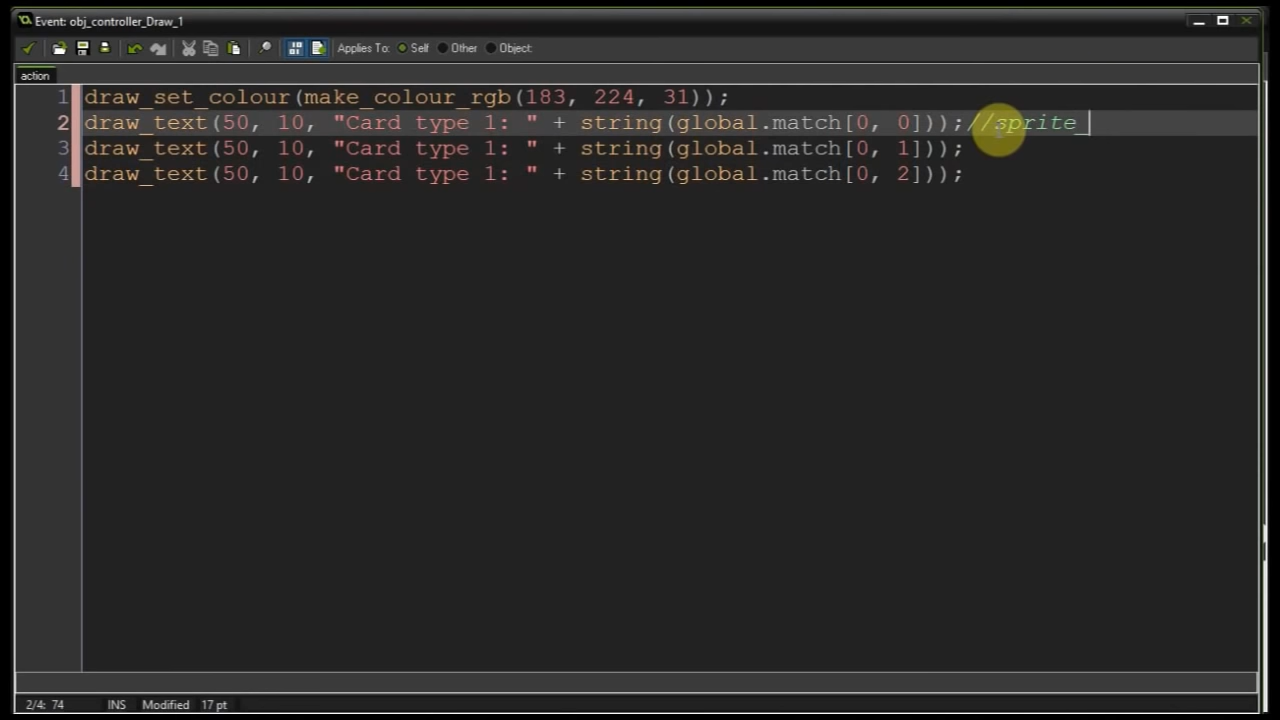 Event: obj_controller_Draw_1
Applies To: Self Other Object:
action
1 draw_set_colour(make_colour_rgb(183, 224, 31));
2 draw_text(50, 10, "Card type 1: " + string(global.match[0, 0]));//sprite_
3 draw_text(50, 10, "Card type 1: " + string(global.match[0, 1]));
4 draw_text(50, 10, "Card type 1: " + string(global.match[0, 2]));
2/4: 74 INS Modified 17 pt